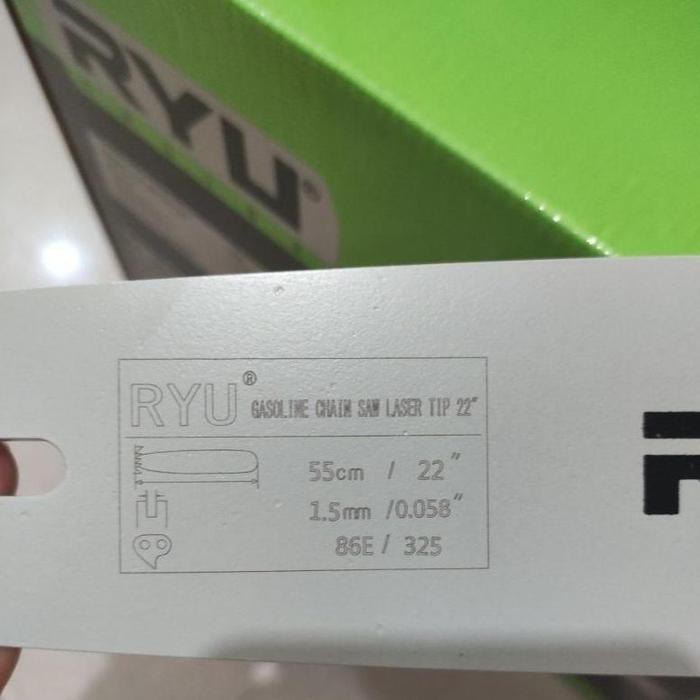 RYU®
RYU® GASOLINE CHAIN SAW LASER TIP 22"
55cm / 22"
1.5mm /0.058"
86E / 325